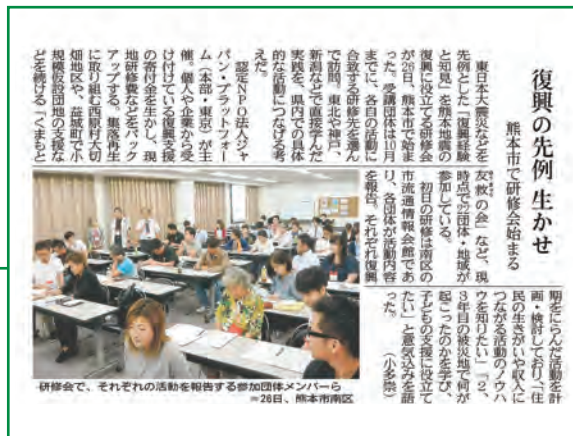 復興の先例 生かせ
熊本市で研修会始まる
東日本大震災などを
先例とした「復興経験
と知見」を熊本地震の
復興に役立てる研修会
が26日、熊本市で始ま
った。受講団体は10月
までに、各自の活動に
合致する研修先を選ん
で訪問、東北や神戸、
新潟などで直接学んだ
実践を、県内での具体
的な活動につなげる考
えだ。
認定NPO法人ジャ
パン・プラットフォー
ム(本部・東京)が主
催。個人や企業から受
け付けている復興支援
の寄付金を生かし、現
地研修費などをバック
アップする。集落再生
に取り組む西原村大切
畑地区や、益城町で小
規模仮設団地の支援な
どを続ける「くまもと
友救の会」など、現
時点で22団体・地域が
参加している。
初日の研修は南区の
市流通情報会館であ
り、各団体が活動内容
を報告。それぞれ復興
期をにらんだ活動を計
画・検討しており、「住
民の生きがいや収入に
つながる活動のノウハ
ウを知りたい」「2、
3年目の被災地で何が
起こったのかを学び、
子どもの支援に役立て
たい」と意気込みを語
った。 (小多崇)
研修会で、それぞれの活動を報告する参加団体メンバーら
=26日、熊本市南区